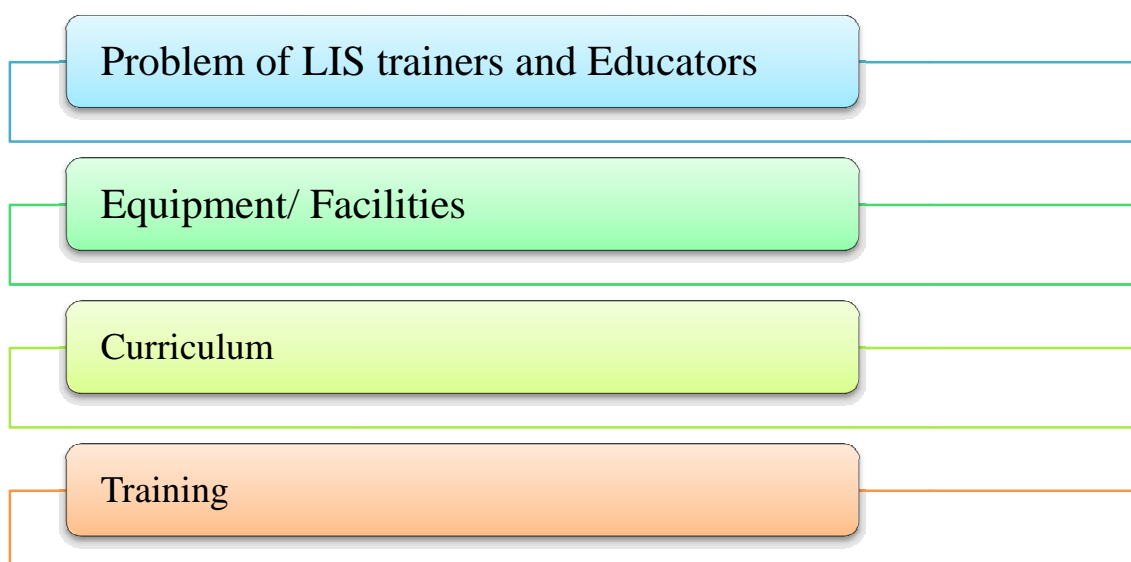 Problem of LIS trainers and Educators
Equipment/ Facilities
Curriculum
Training